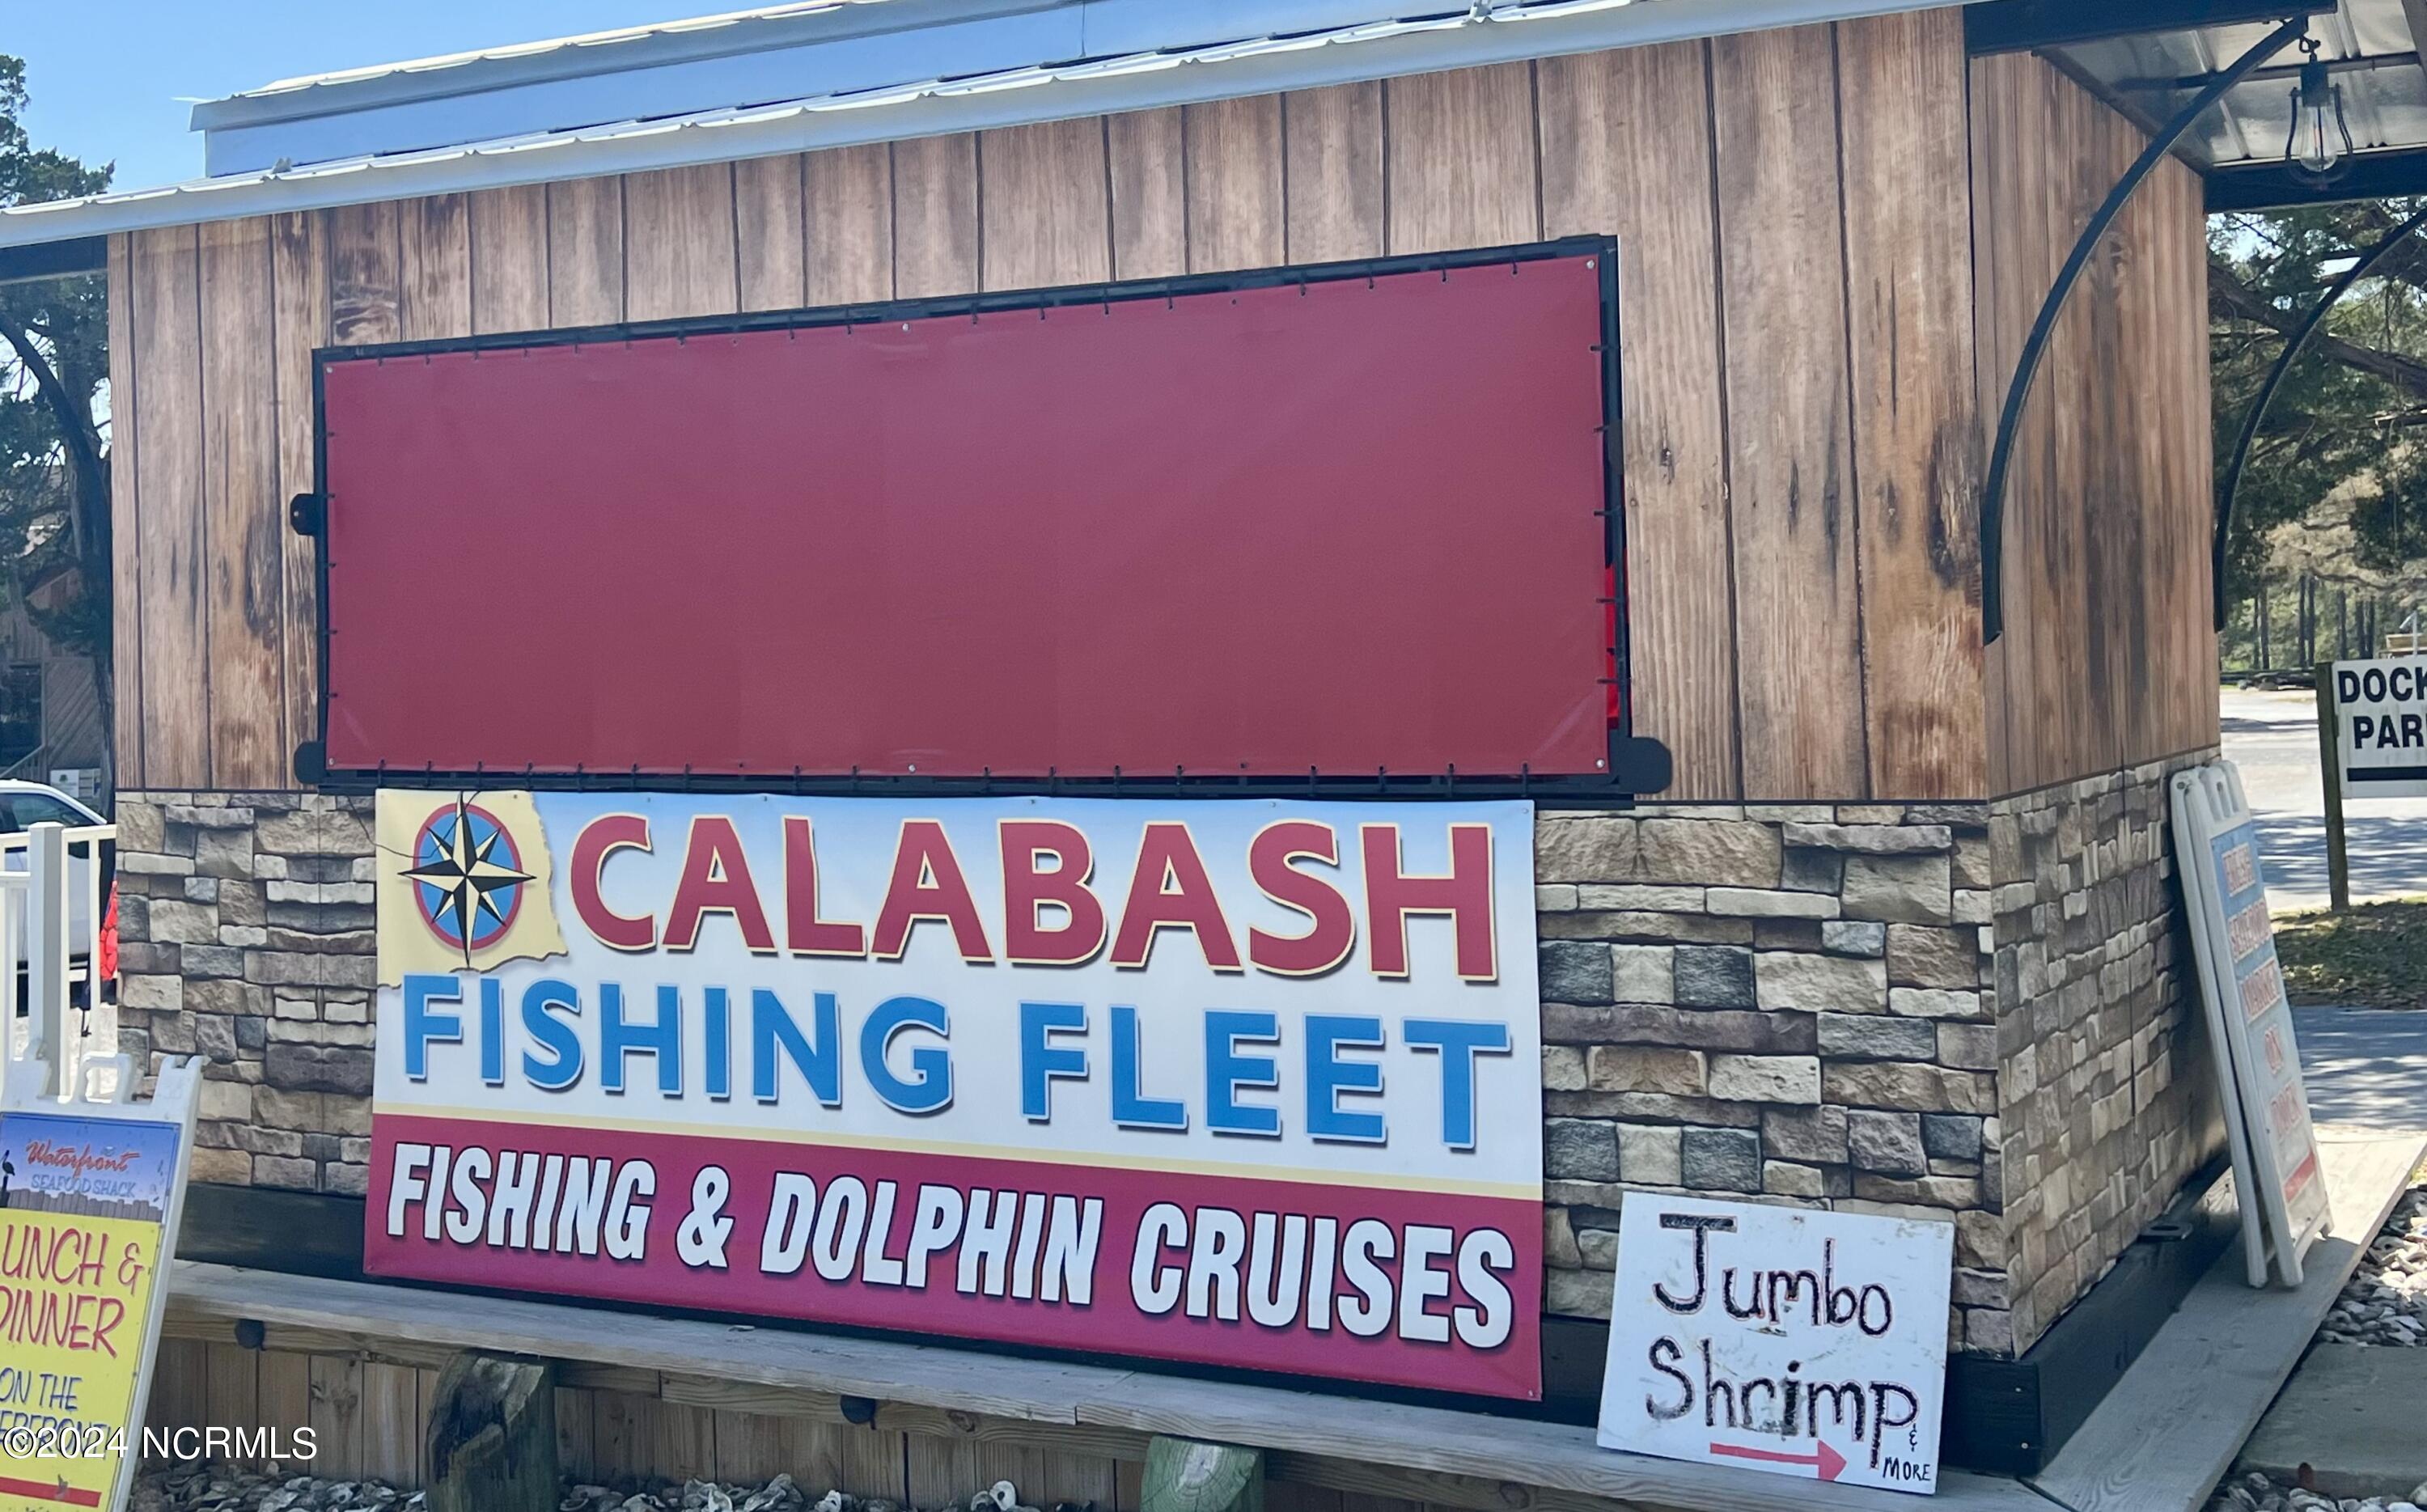 CALABASH
FISHING FLEET
FISHING & DOLPHIN CRUISES
Jumbo
Shrimp
&
MORE
Waterfront
SEAFOOD SHACK
UNCH &
DINNER
ON THE
DOCK
PAR
©2024 NCRMLS